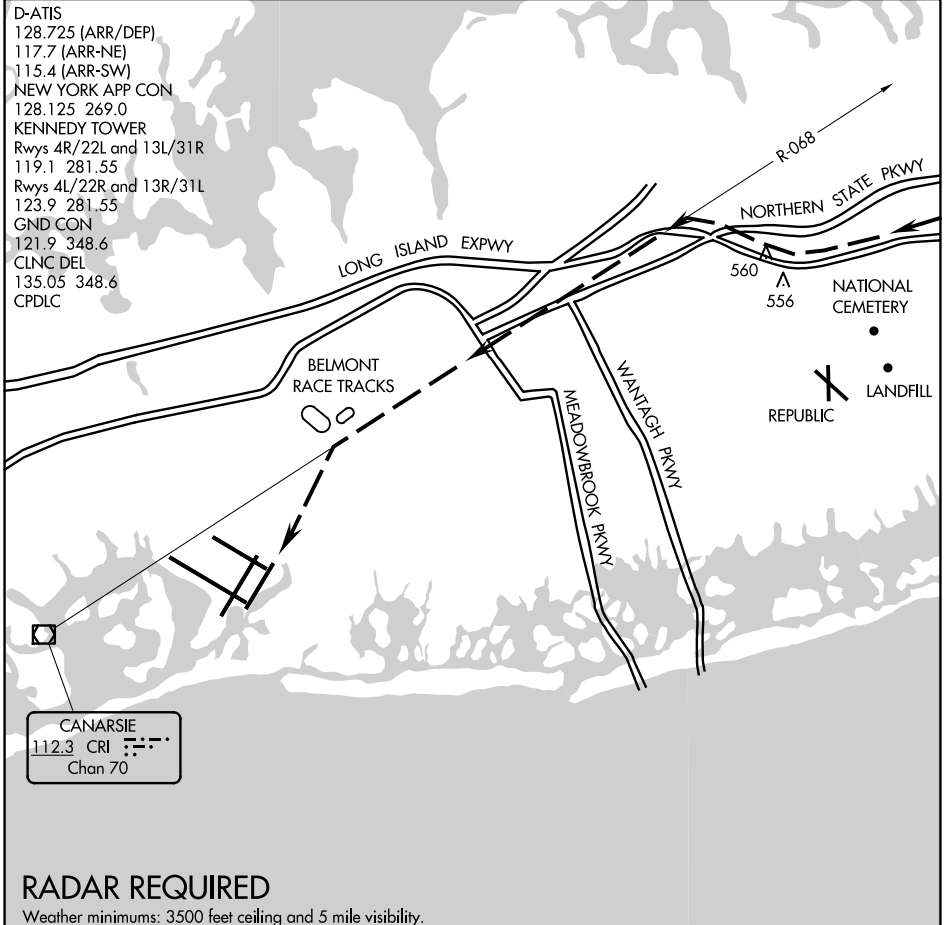 D-ATIS
128.725 (ARR/DEP)
117.7 (ARR-NE)
115.4 (ARR-SW)
NEW YORK APP CON
128.125 269.0
KENNEDY TOWER
Rwys 4R/22L and 13L/31R
119.1 281.55
Rwys 4L/22R and 13R/31L
123.9 281.55
GND CON
121.9 348.6
CLNC DEL
135.05 348.6
CPDLC
R-068
NORTHERN STATE PKWY
LONG ISLAND EXPWY
560
556
NATIONAL
CEMETERY
LANDFILL
REPUBLIC
BELMONT
RACE TRACKS
WANTAGH PKWY
MEADOWBROOK PKWY
CANARSIE
112.3 CRI
Chan 70
RADAR REQUIRED
Weather minimums: 3500 feet ceiling and 5 mile visibility.